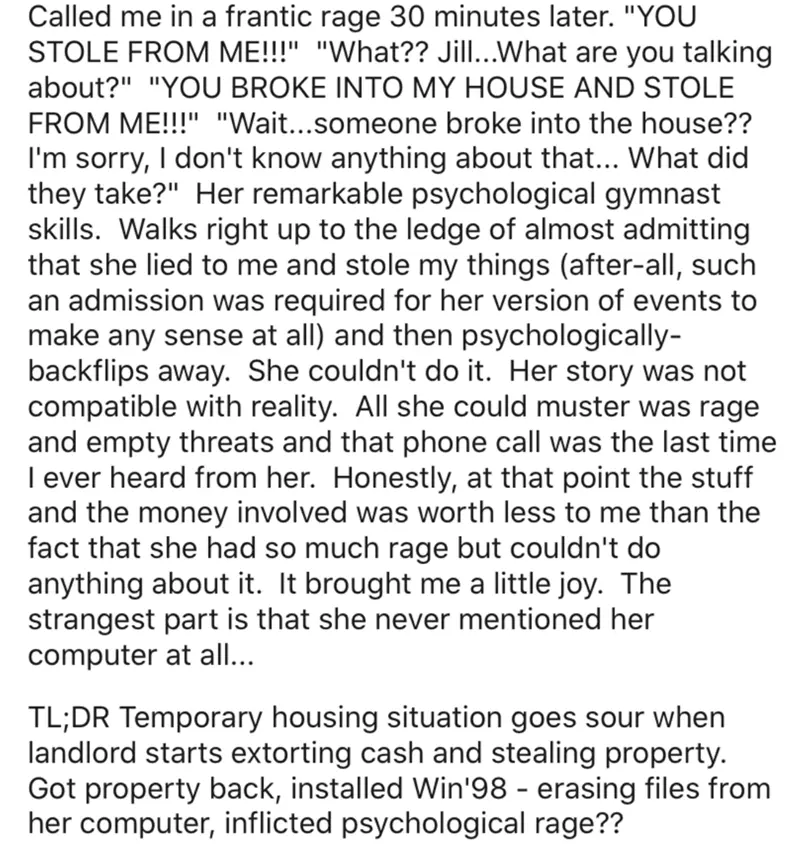 Called me in a frantic rage 30 minutes later. "YOU
STOLE FROM ME!!!"  "What?? Jill...What are you talking
about?"  "YOU BROKE INTO MY HOUSE AND STOLE
FROM ME!!!"  "Wait...someone broke into the house??
I'm sorry, I don't know anything about that... What did
they take?"  Her remarkable psychological gymnast
skills.  Walks right up to the ledge of almost admitting
that she lied to me and stole my things (after-all, such
an admission was required for her version of events to
make any sense at all) and then psychologically-
backflips away.  She couldn't do it.  Her story was not
compatible with reality.  All she could muster was rage
and empty threats and that phone call was the last time
I ever heard from her.  Honestly, at that point the stuff
and the money involved was worth less to me than the
fact that she had so much rage but couldn't do
anything about it.  It brought me a little joy.  The
strangest part is that she never mentioned her
computer at all...

TL;DR Temporary housing situation goes sour when
landlord starts extorting cash and stealing property.
Got property back, installed Win'98 - erasing files from
her computer, inflicted psychological rage??